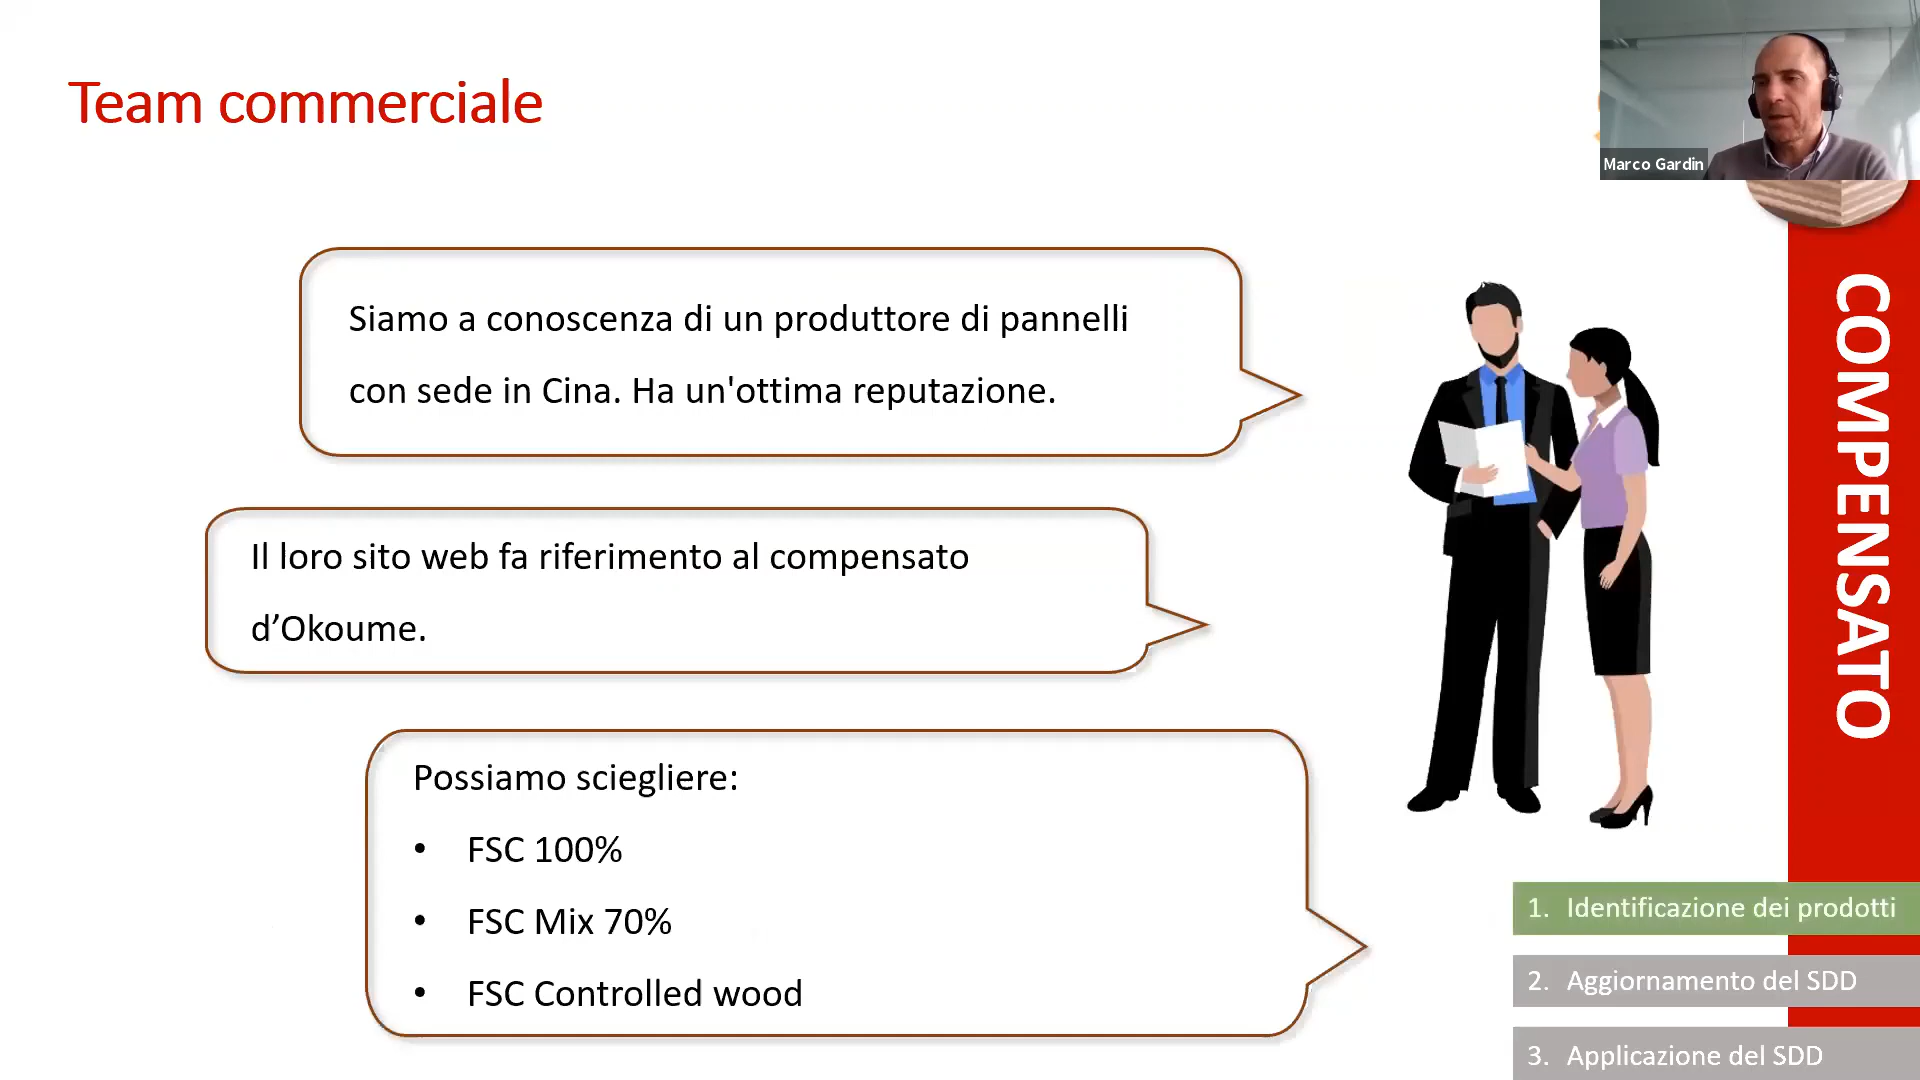 Team commerciale
Marco Gardin
Siamo a conoscenza di un produttore di pannelli
con sede in Cina. Ha un'ottima reputazione.
Il loro sito web fa riferimento al compensato
d’Okoume.
Possiamo sciegliere:
• FSC 100%
• FSC Mix 70%
• FSC Controlled wood
COMPENSATO
1. Identificazione dei prodotti
2. Aggiornamento del SDD
3. Applicazione del SDD